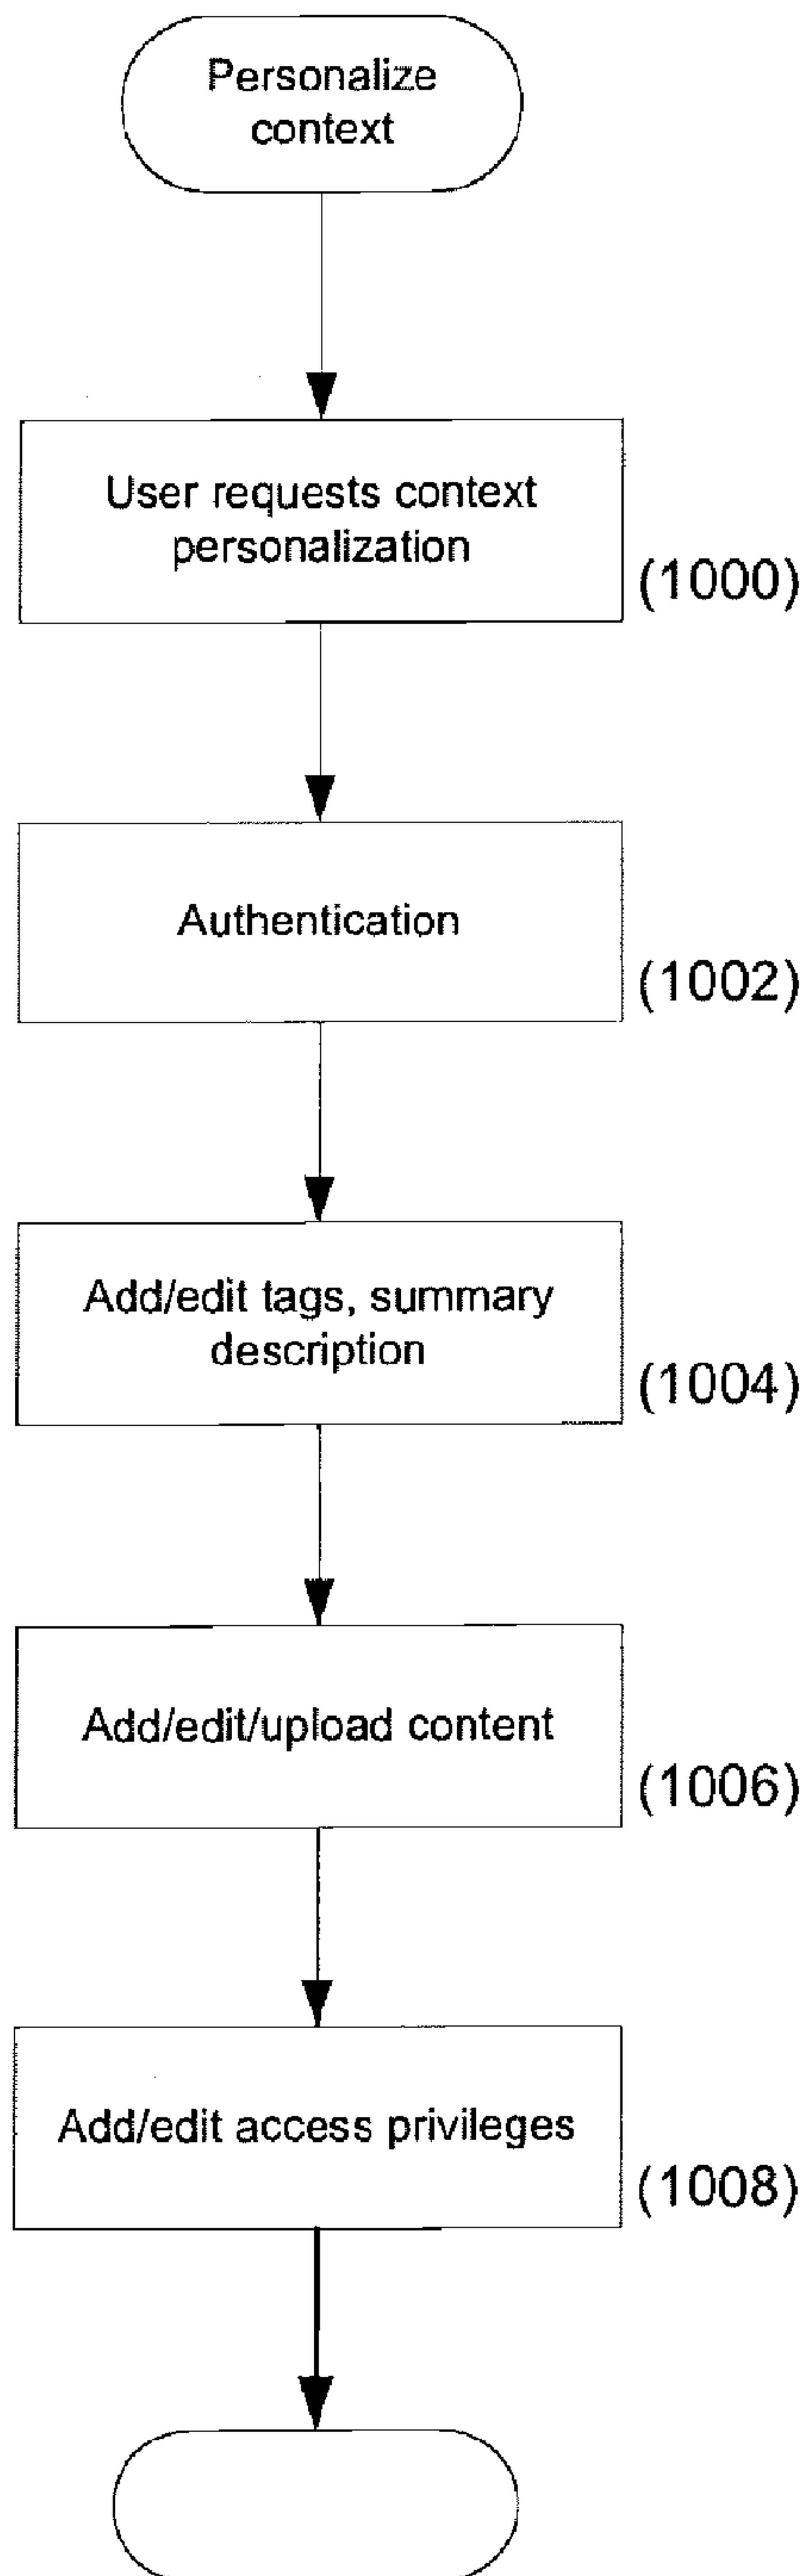 Personalize
context
User requests context
personalization
(1000)
Authentication
(1002)
Add/edit tags, summary
description
(1004)
Add/edit/upload content
(1006)
Add/edit access privileges
(1008)